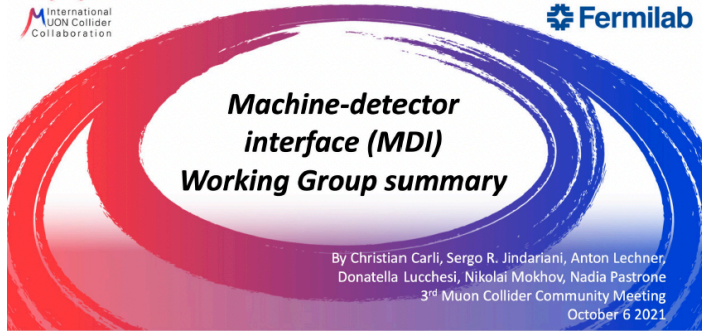 International
MUON Collider
Collaboration
Fermilab
Machine-detector
interface (MDI)
Working Group summary
By Christian Carli, Sergo R. Jindariani, Anton Lechner,
Donatella Lucchesi, Nikolai Mokhov, Nadia Pastrone
3rd Muon Collider Community Meeting
October 6 2021